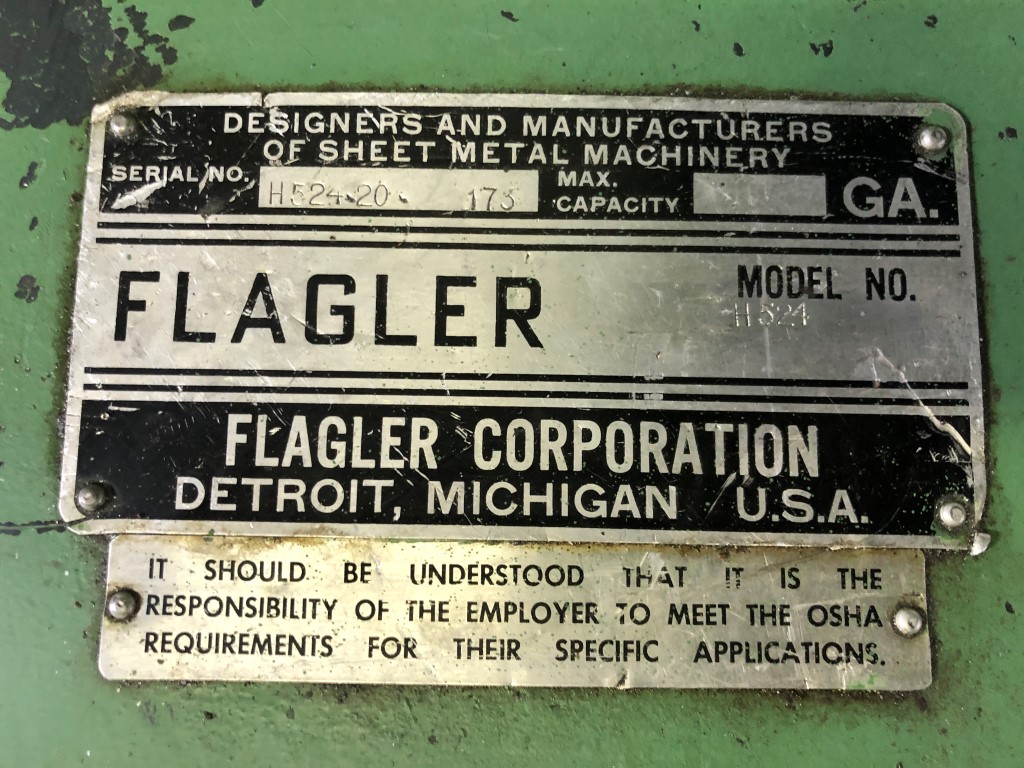 DESIGNERS AND MANUFACTURERS
OF SHEET METAL MACHINERY
SERIAL NO. H524-20 173 MAX. CAPACITY GA.
FLAGLER
MODEL NO.
H524
FLAGLER CORPORATION
DETROIT, MICHIGAN U.S.A.
IT SHOULD BE UNDERSTOOD THAT IT IS THE
RESPONSIBILITY OF THE EMPLOYER TO MEET THE OSHA
REQUIREMENTS FOR THEIR SPECIFIC APPLICATIONS.